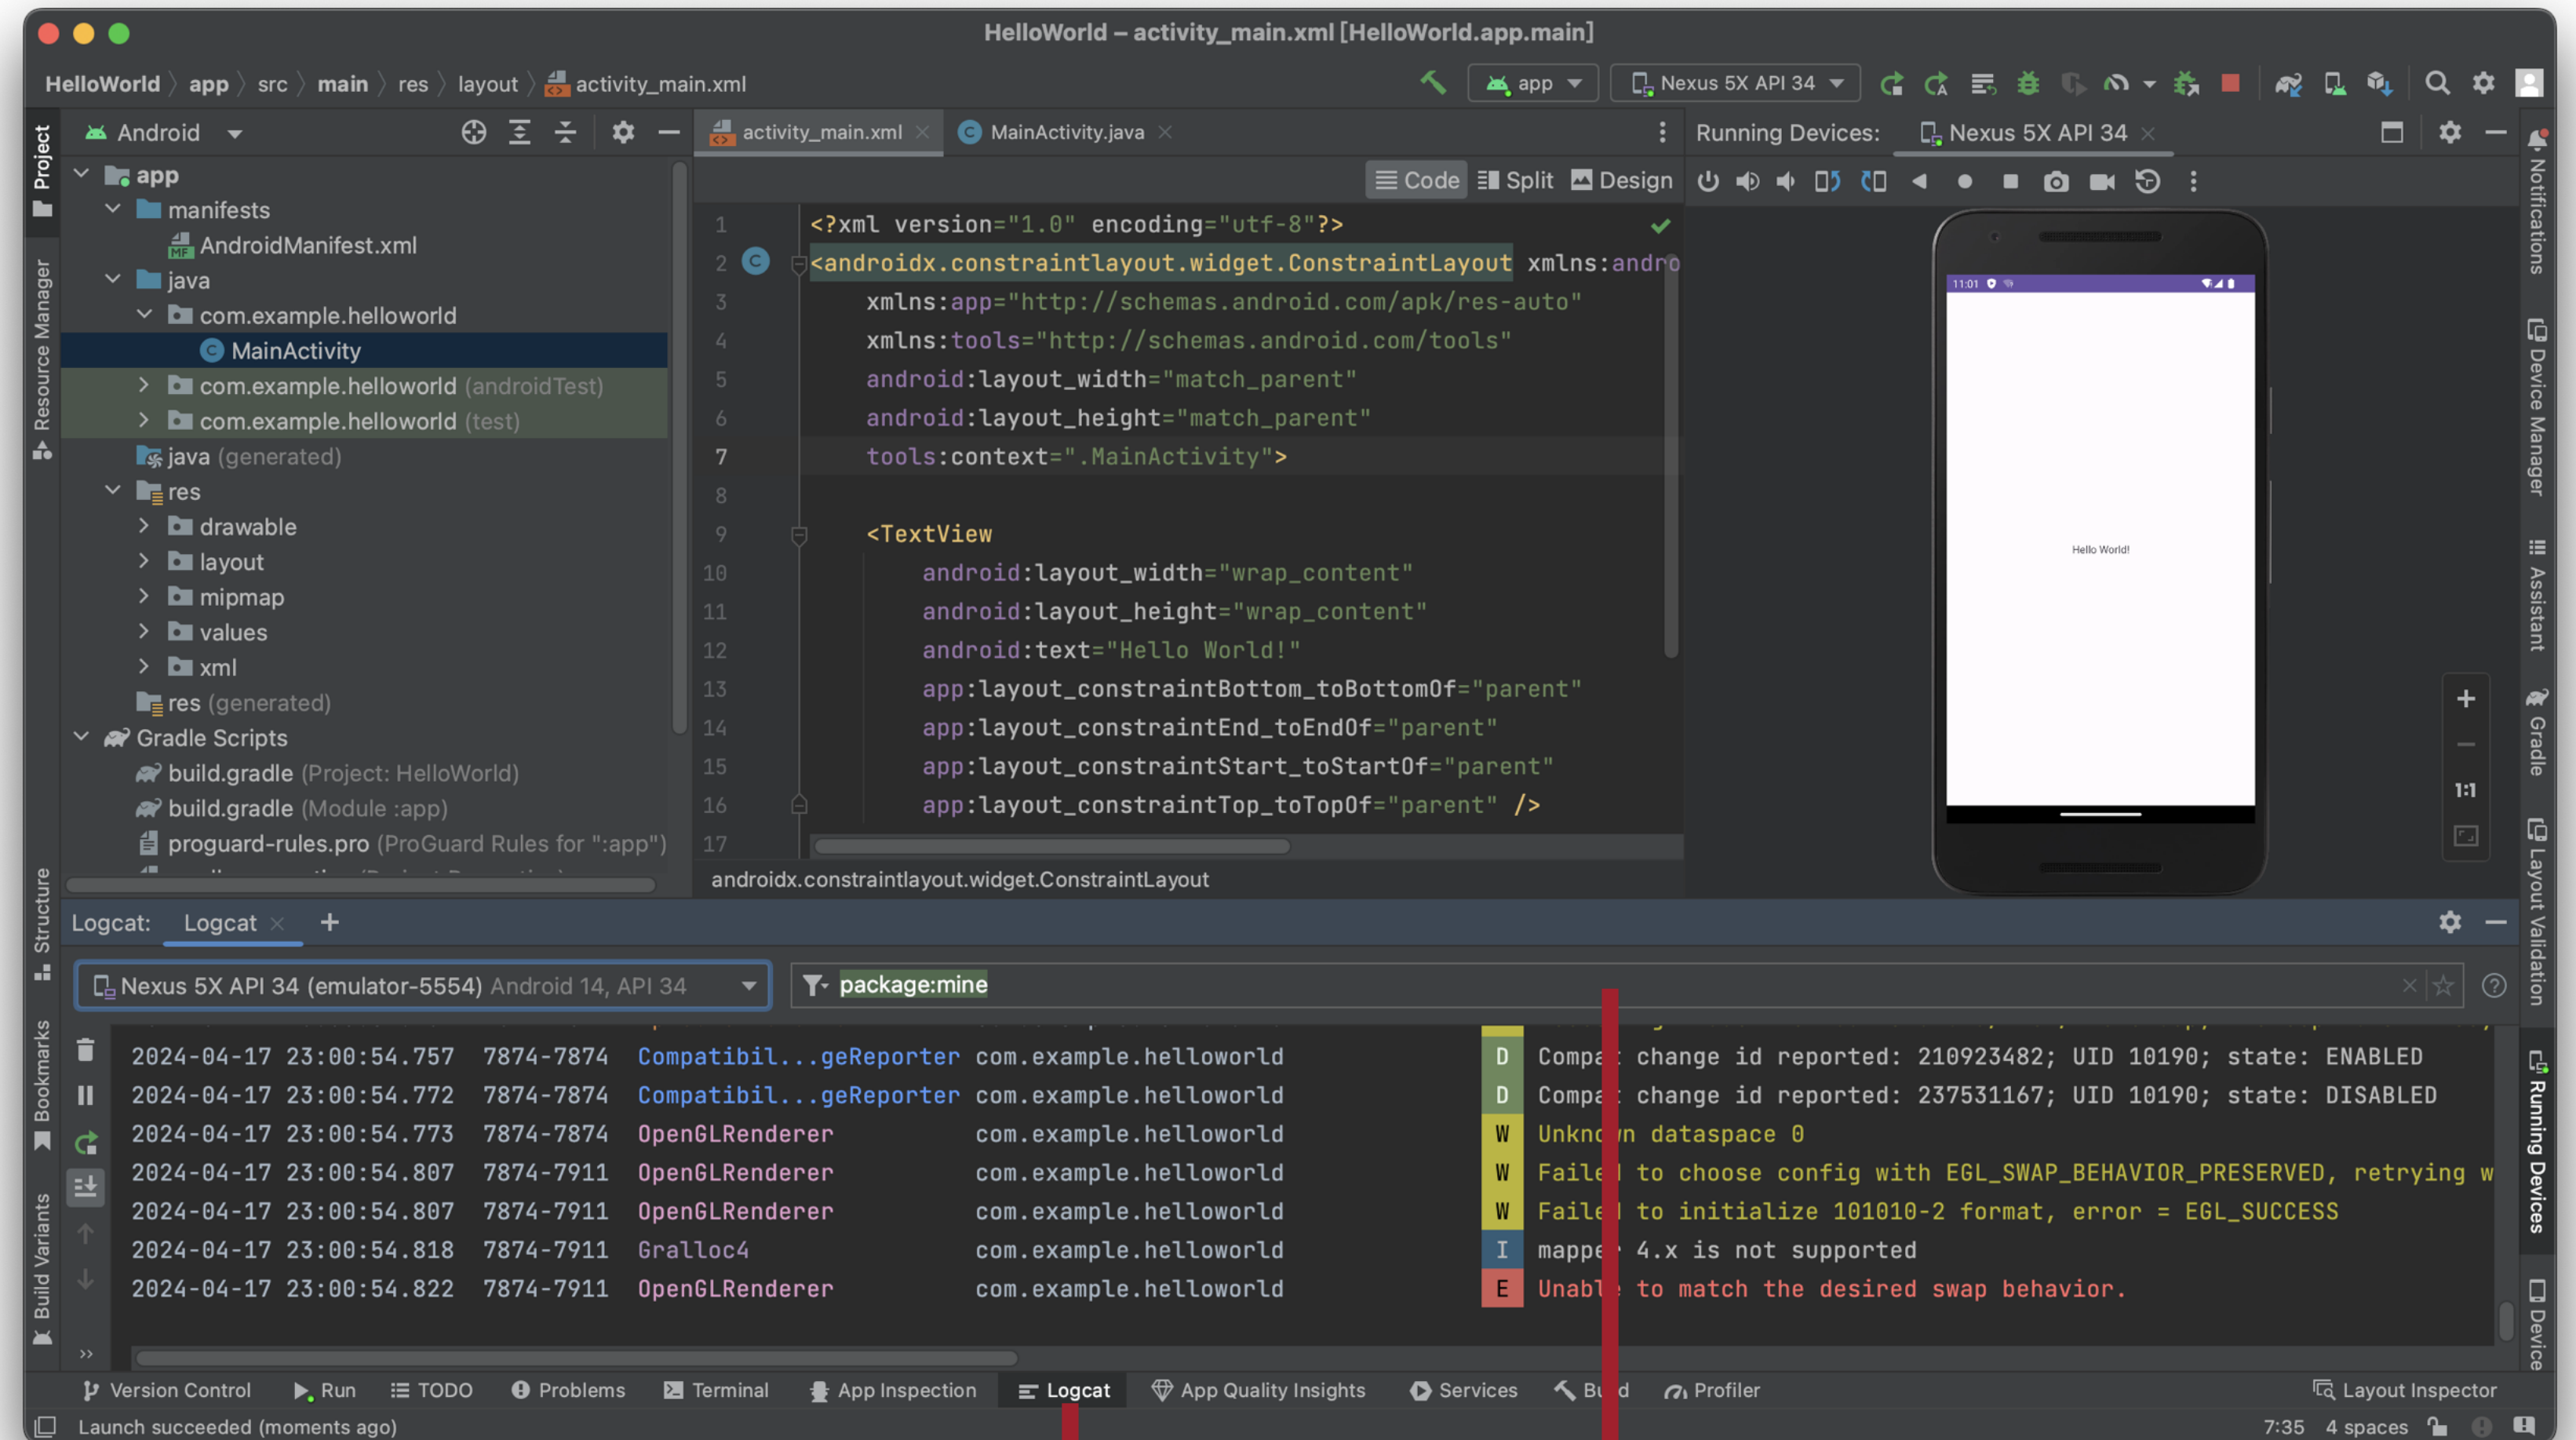 HelloWorld – activity_main.xml [HelloWorld.app.main]
HelloWorld app src main res layout activity_main.xml
app Nexus 5X API 34
Project
Resource Manager
Structure
Bookmarks
Build Variants
Android
app
manifests
AndroidManifest.xml
java
com.example.helloworld
MainActivity
com.example.helloworld (androidTest)
com.example.helloworld (test)
java (generated)
res
drawable
layout
mipmap
values
xml
res (generated)
Gradle Scripts
build.gradle (Project: HelloWorld)
build.gradle (Module :app)
proguard-rules.pro (ProGuard Rules for ":app")
activity_main.xml MainActivity.java
Code Split Design
1 <?xml version="1.0" encoding="utf-8"?>
2 <androidx.constraintlayout.widget.ConstraintLayout xmlns:andro
3 xmlns:app="http://schemas.android.com/apk/res-auto"
4 xmlns:tools="http://schemas.android.com/tools"
5 android:layout_width="match_parent"
6 android:layout_height="match_parent"
7 tools:context=".MainActivity">
8
9 <TextView
10 android:layout_width="wrap_content"
11 android:layout_height="wrap_content"
12 android:text="Hello World!"
13 app:layout_constraintBottom_toBottomOf="parent"
14 app:layout_constraintEnd_toEndOf="parent"
15 app:layout_constraintStart_toStartOf="parent"
16 app:layout_constraintTop_toTopOf="parent" />
17
androidx.constraintlayout.widget.ConstraintLayout
Running Devices: Nexus 5X API 34
11:01
Hello World!
1:1
Notifications
Device Manager
Assistant
Gradle
Layout Validation
Running Devices
Device
Logcat: Logcat +
Nexus 5X API 34 (emulator-5554) Android 14, API 34 package:mine
2024-04-17 23:00:54.757 7874-7874 Compatibil...geReporter com.example.helloworld D Compat change id reported: 210923482; UID 10190; state: ENABLED
2024-04-17 23:00:54.772 7874-7874 Compatibil...geReporter com.example.helloworld D Compat change id reported: 237531167; UID 10190; state: DISABLED
2024-04-17 23:00:54.773 7874-7874 OpenGLRenderer com.example.helloworld W Unknown dataspace 0
2024-04-17 23:00:54.807 7874-7911 OpenGLRenderer com.example.helloworld W Failed to choose config with EGL_SWAP_BEHAVIOR_PRESERVED, retrying w
2024-04-17 23:00:54.807 7874-7911 OpenGLRenderer com.example.helloworld W Failed to initialize 101010-2 format, error = EGL_SUCCESS
2024-04-17 23:00:54.818 7874-7911 Gralloc4 com.example.helloworld I mapper 4.x is not supported
2024-04-17 23:00:54.822 7874-7911 OpenGLRenderer com.example.helloworld E Unable to match the desired swap behavior.
Version Control Run TODO Problems Terminal App Inspection Logcat App Quality Insights Services Build Profiler Layout Inspector
Launch succeeded (moments ago) 7:35 4 spaces